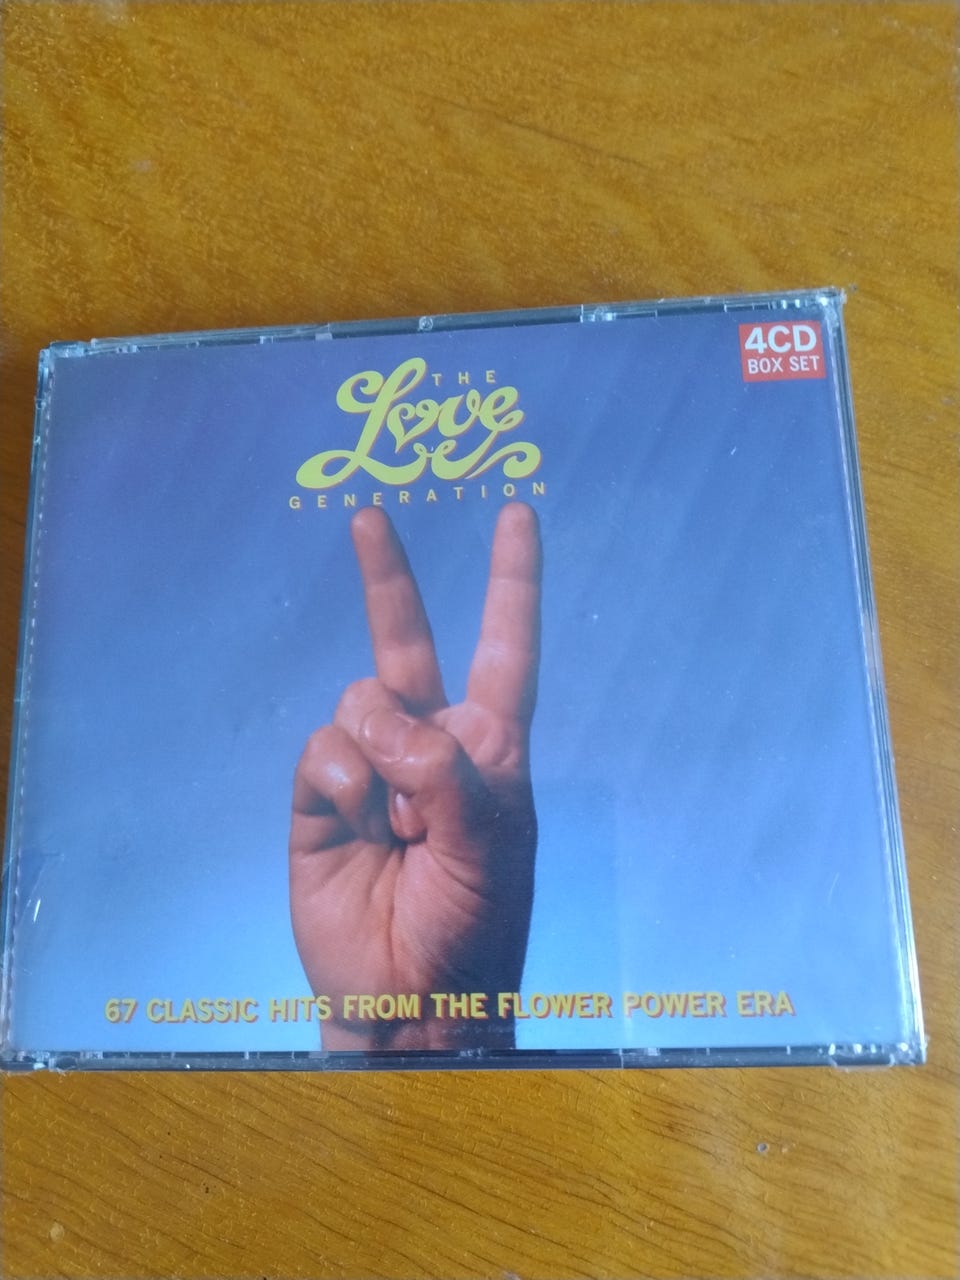 4CD
BOX SET
THE
Love
GENERATION
67 CLASSIC HITS FROM THE FLOWER POWER ERA